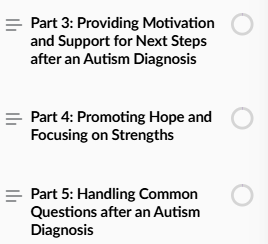 Part 3: Providing Motivation
and Support for Next Steps
after an Autism Diagnosis
Part 4: Promoting Hope and
Focusing on Strengths
Part 5: Handling Common
Questions after an Autism
Diagnosis